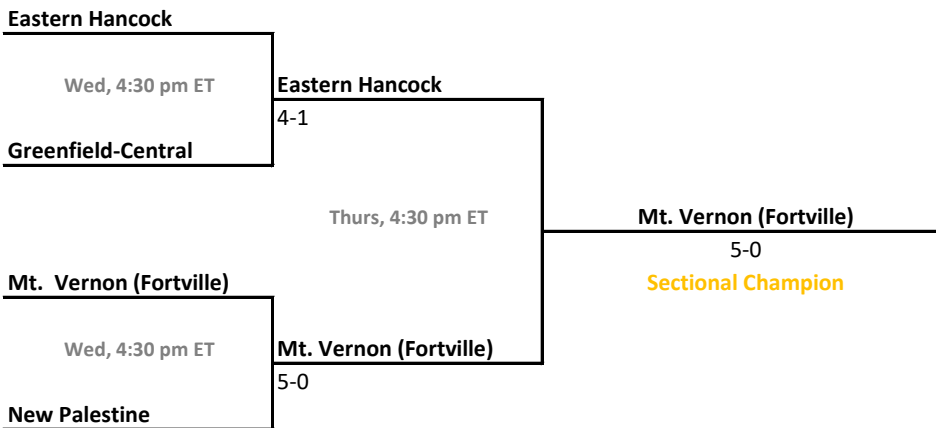 Eastern Hancock
Wed, 4:30 pm ET
Eastern Hancock
4-1
Greenfield-Central
Thurs, 4:30 pm ET
Mt. Vernon (Fortville)
5-0
Sectional Champion
Mt.  Vernon (Fortville)
Wed, 4:30 pm ET
Mt. Vernon (Fortville)
5-0
New Palestine